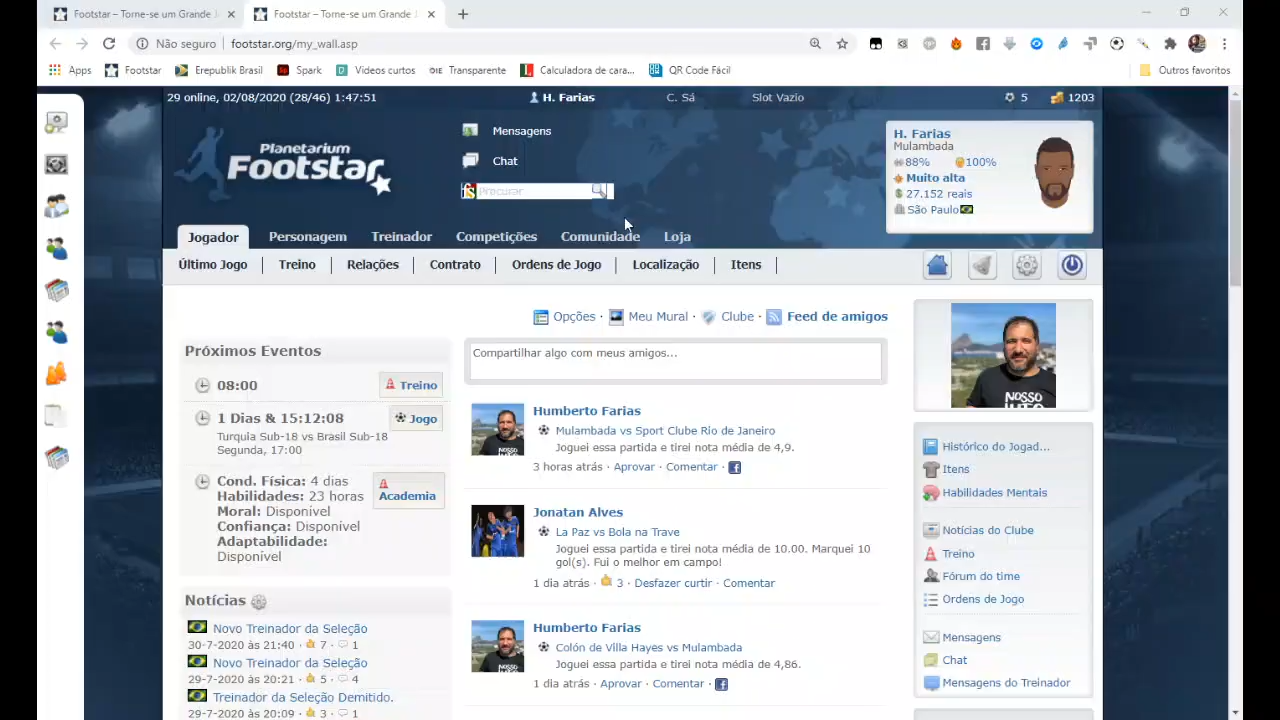 Footstar – Torne-se um Grande J
Footstar – Torne-se um Grande J
Não seguro
footstar.org/my_wall.asp
Apps
Footstar
Erepublik Brasil
Spark
Videos curtos
Transparente
Calculadora de cara...
QR Code Fácil
Outros favoritos
29 online, 02/08/2020 (28/46) 1:47:51
H. Farias
C. Sá
Slot Vazio
5
1203
Planetarium
Footstar
Mensagens
Chat
Procurar
H. Farias
Mulambada
88% 100%
Muito alta
27.152 reais
São Paulo
Jogador
Personagem
Treinador
Competições
Comunidade
Loja
Último Jogo
Treino
Relações
Contrato
Ordens de Jogo
Localização
Itens
Opções · Meu Mural · Clube · Feed de amigos
Próximos Eventos
08:00
Treino
1 Dias & 15:12:08
Jogo
Turquia Sub-18 vs Brasil Sub-18
Segunda, 17:00
Cond. Física: 4 dias
Habilidades: 23 horas
Moral: Disponível
Confiança: Disponível
Adaptabilidade:
Disponível
Academia
Notícias
Novo Treinador da Seleção
30-7-2020 às 21:40 · 7 · 1
Novo Treinador da Seleção
29-7-2020 às 20:21 · 5 · 4
Treinador da Seleção Demitido.
29-7-2020 às 20:09 · 3 · 1
Compartilhar algo com meus amigos...
Humberto Farias
Mulambada vs Sport Clube Rio de Janeiro
Joguei essa partida e tirei nota média de 4,9.
3 horas atrás · Aprovar · Comentar ·
Jonatan Alves
La Paz vs Bola na Trave
Joguei essa partida e tirei nota média de 10.00. Marquei 10
gol(s). Fui o melhor em campo!
1 dia atrás · 3 · Desfazer curtir · Comentar
Humberto Farias
Colón de Villa Hayes vs Mulambada
Joguei essa partida e tirei nota média de 4,86.
1 dia atrás · Aprovar · Comentar ·
NOSSO
Histórico do Jogad...
Itens
Habilidades Mentais
Notícias do Clube
Treino
Fórum do time
Ordens de Jogo
Mensagens
Chat
Mensagens do Treinador